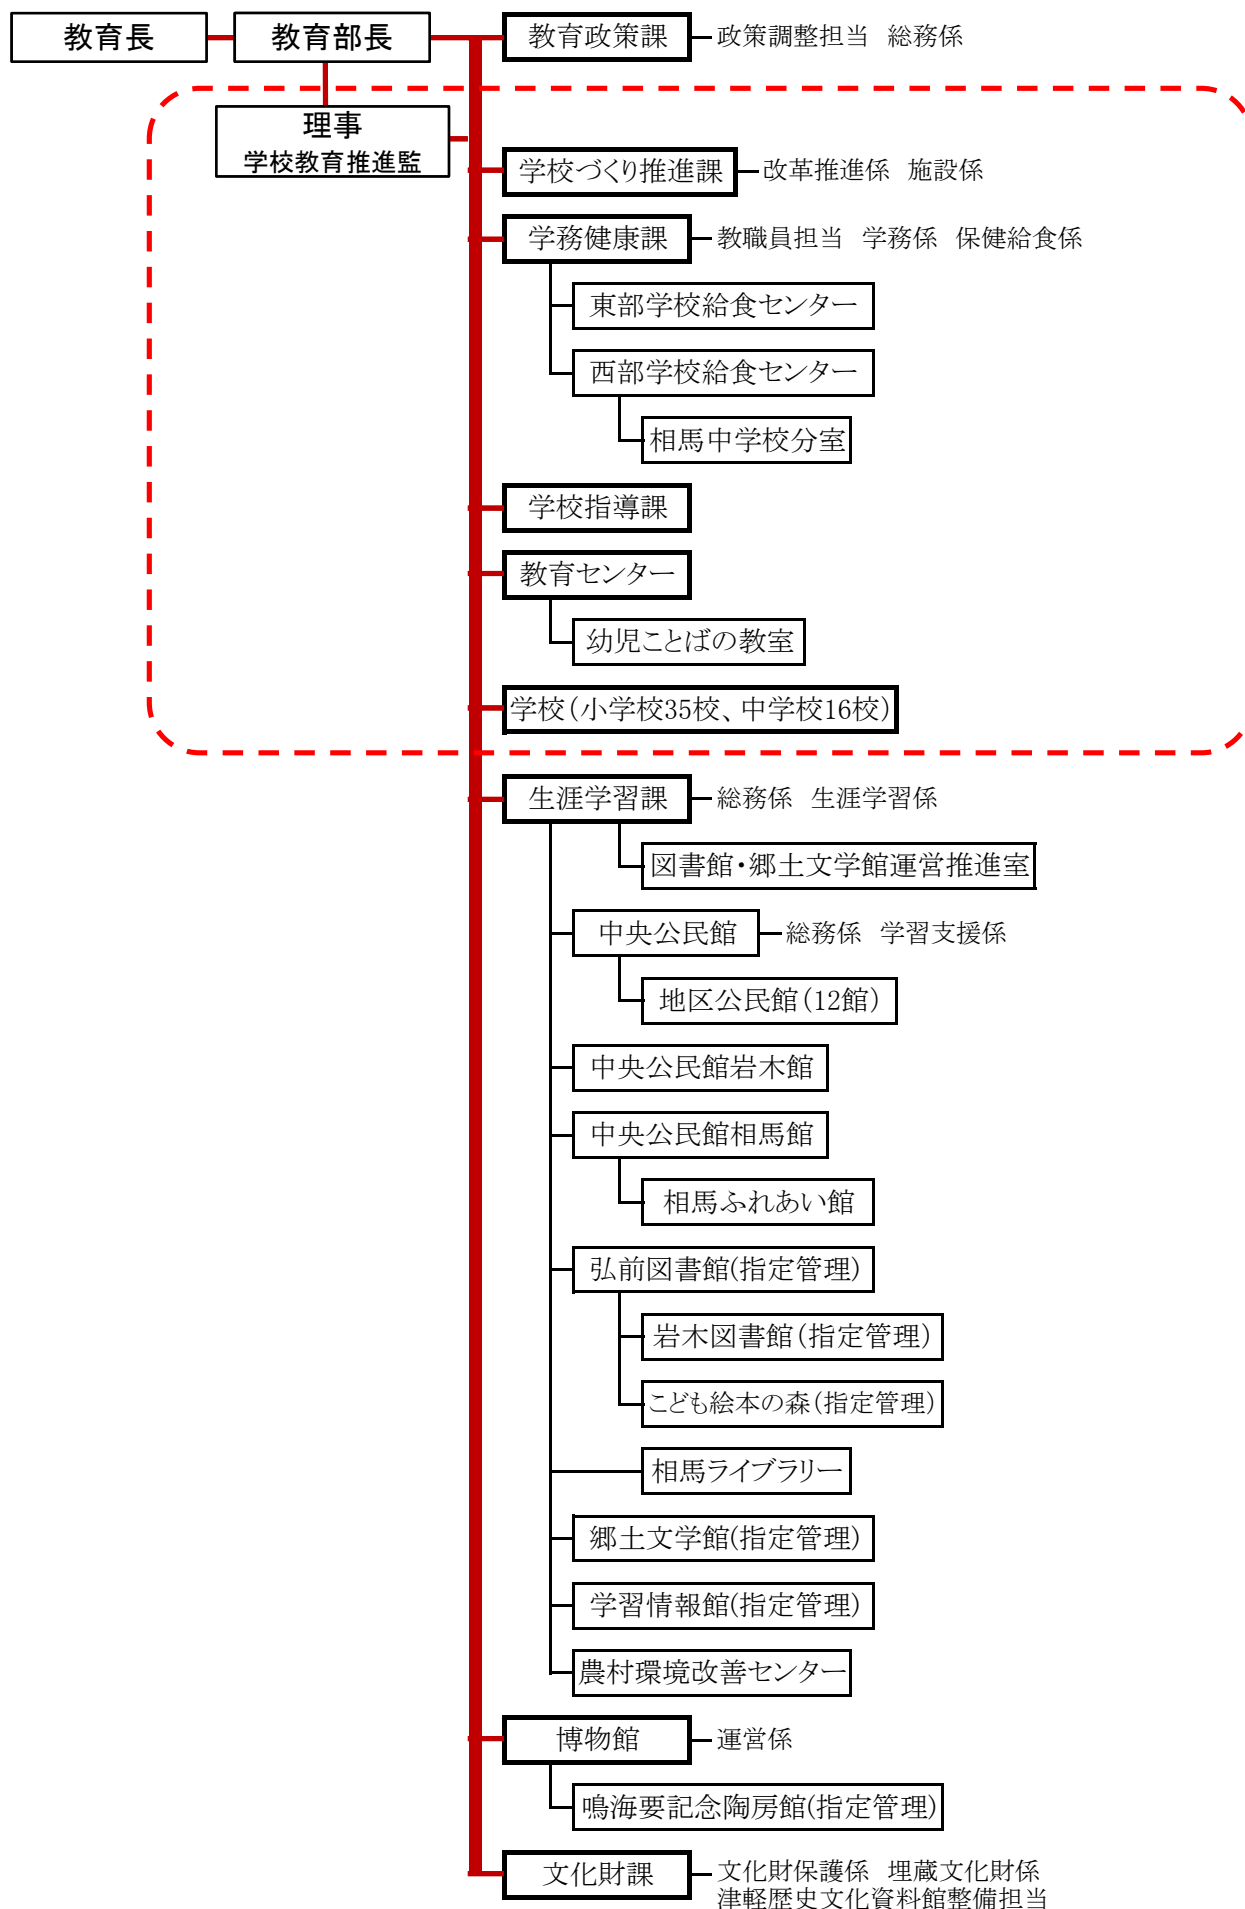 教育長
教育部長
教育政策課
政策調整担当 総務係
理事
学校教育推進監
学校づくり推進課
改革推進係 施設係
学務健康課
教職員担当 学務係 保健給食係
東部学校給食センター
西部学校給食センター
相馬中学校分室
学校指導課
教育センター
幼児ことばの教室
学校（小学校35校、中学校16校）
生涯学習課
総務係 生涯学習係
図書館・郷土文学館運営推進室
中央公民館
総務係 学習支援係
地区公民館（12館）
中央公民館岩木館
中央公民館相馬館
相馬ふれあい館
弘前図書館(指定管理)
岩木図書館（指定管理）
こども絵本の森（指定管理）
相馬ライブラリー
郷土文学館(指定管理)
学習情報館(指定管理)
農村環境改善センター
博物館
運営係
鳴海要記念陶房館(指定管理)
文化財課
文化財保護係 埋蔵文化財係
津軽歴史文化資料館整備担当